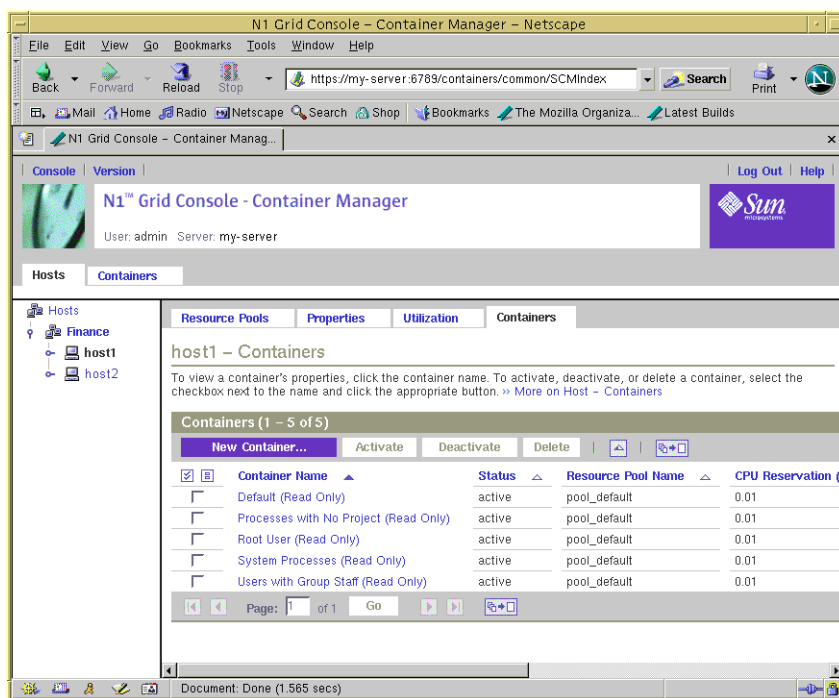 N1 Grid Console – Container Manager – Netscape
File Edit View Go Bookmarks Tools Window Help
Back Forward Reload Stop https://my-server:6789/containers/common/SCMIndex Search Print N
Mail Home Radio Netscape Search Shop Bookmarks The Mozilla Organiza... Latest Builds
N1 Grid Console – Container Manag...
Console Version Log Out Help
N1™ Grid Console - Container Manager
Sun
microsystems
User: admin Server: my-server
Hosts Containers
Hosts
Finance
host1
host2
Resource Pools Properties Utilization Containers
host1 – Containers
To view a container's properties, click the container name. To activate, deactivate, or delete a container, select the
checkbox next to the name and click the appropriate button. ›› More on Host – Containers
Containers (1 – 5 of 5)
New Container... Activate Deactivate Delete
Container Name Status Resource Pool Name CPU Reservation (
Default (Read Only) active pool_default 0.01
Processes with No Project (Read Only) active pool_default 0.01
Root User (Read Only) active pool_default 0.01
System Processes (Read Only) active pool_default 0.01
Users with Group Staff (Read Only) active pool_default 0.01
Page: 1 of 1 Go
Document: Done (1.565 secs)